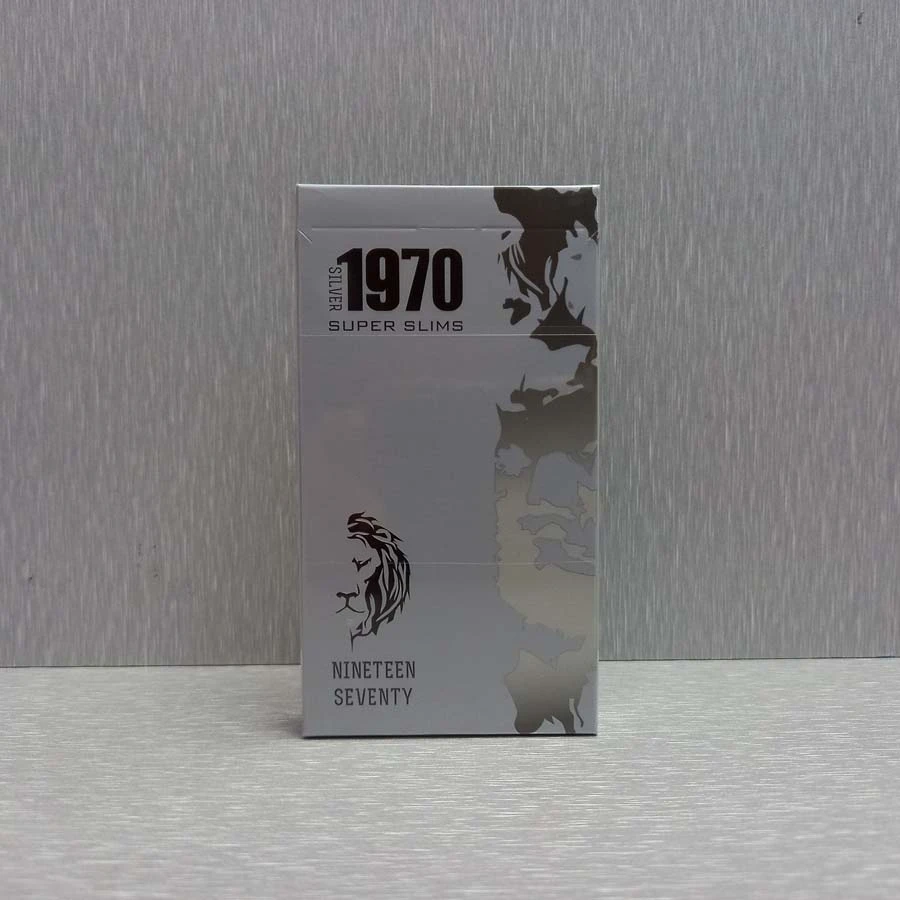 SILVER
1970
SUPER SLIMS
NINETEEN
SEVENTY